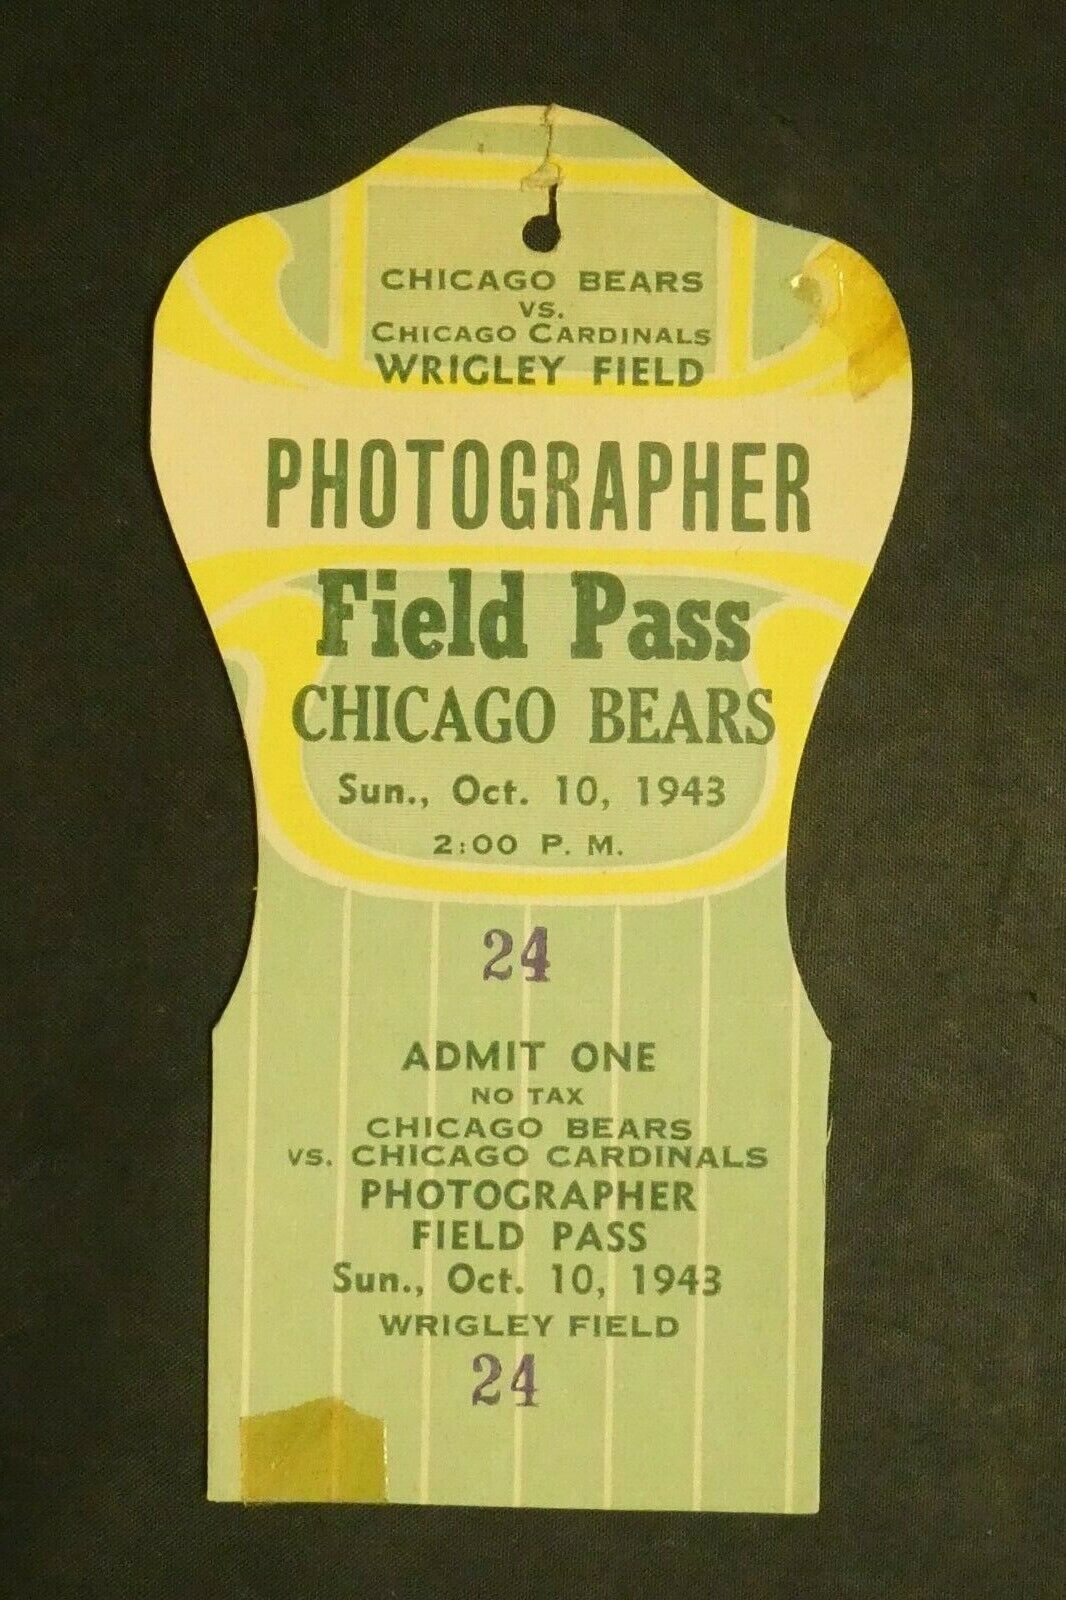 CHICAGO BEARS
VS.
CHICAGO CARDINALS
WRIGLEY FIELD
PHOTOGRAPHER
Field Pass
CHICAGO BEARS
Sun., Oct. 10, 1943
2:00 P. M.
24
ADMIT ONE
NO TAX
CHICAGO BEARS
VS. CHICAGO CARDINALS
PHOTOGRAPHER
FIELD PASS
Sun., Oct. 10, 1943
WRIGLEY FIELD
24